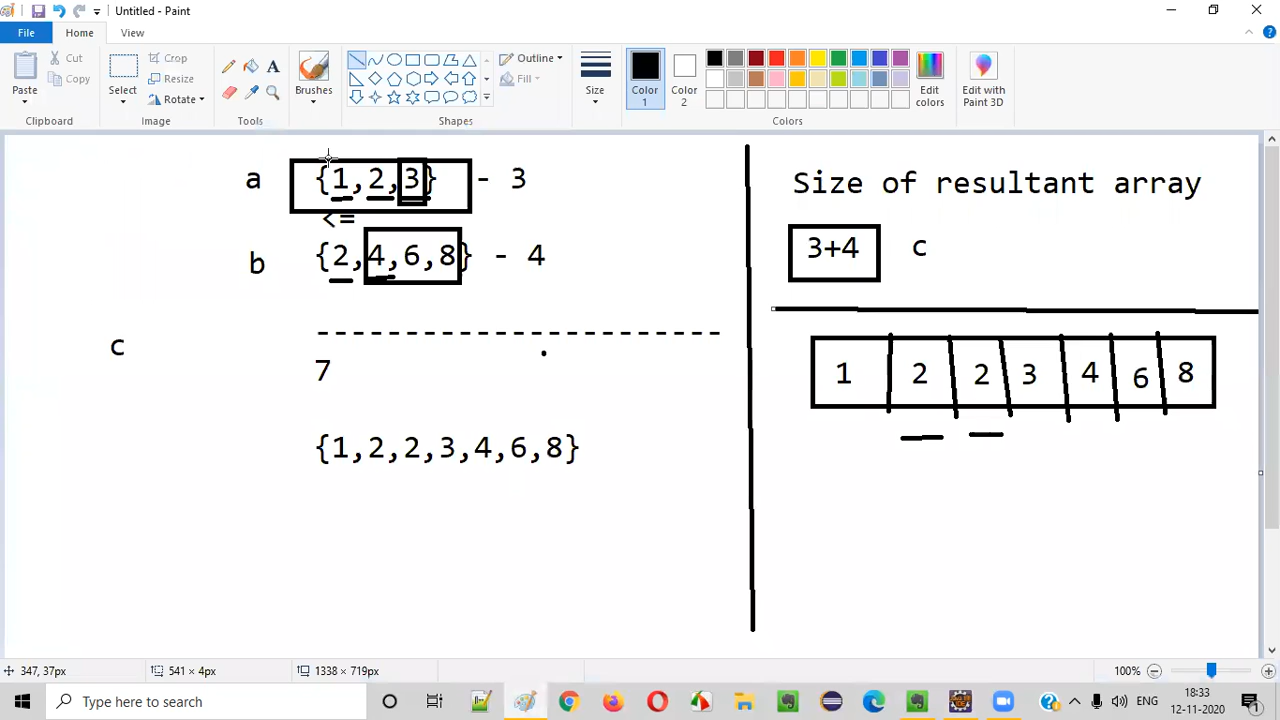 Untitled - Paint
File Home View
Paste
Cut
Copy
Clipboard
Select
Crop
Resize
Rotate
Image
A
Tools
Brushes
Outline
Fill
Shapes
Size
Color 1
Color 2
Edit colors
Edit with Paint 3D
Colors
a {1,2,3} - 3
<=
b {2,4,6,8} - 4
-----------------------
c
7
{1,2,2,3,4,6,8}
Size of resultant array
3+4 c
1 2 2 3 4 6 8
347, 37px 541 × 4px 1338 × 719px 100%
Type here to search
ENG
18:33
12-11-2020